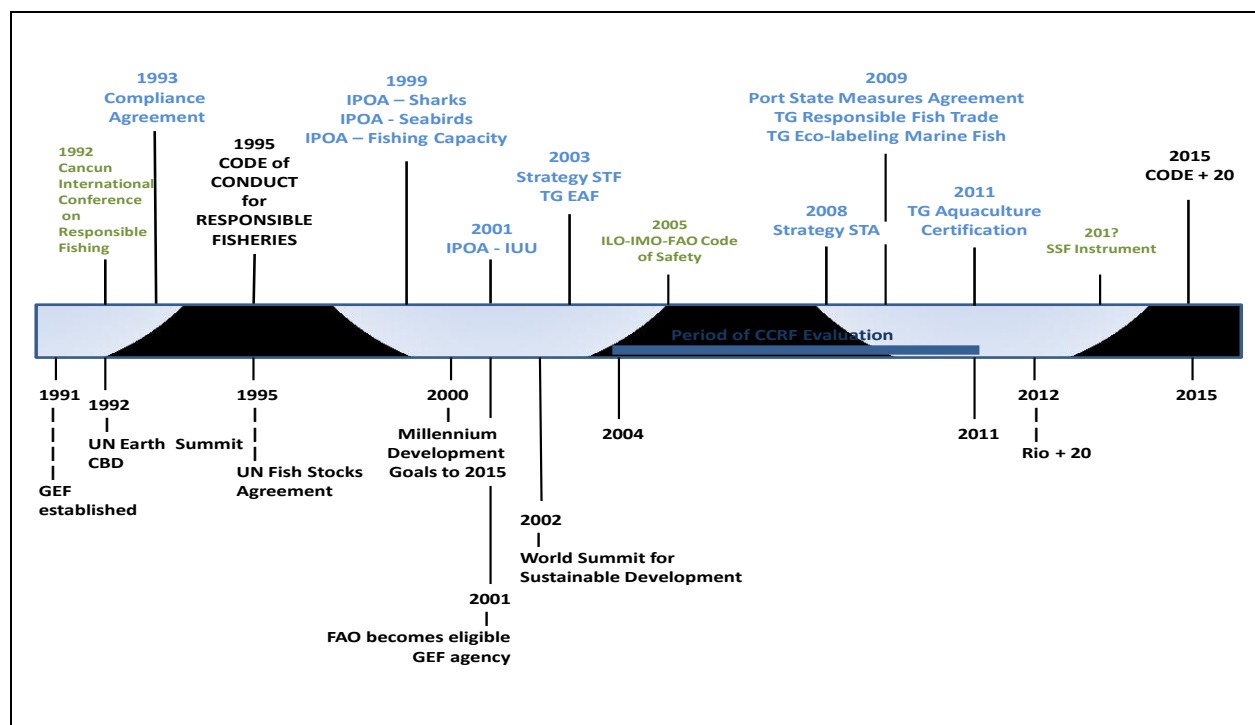 1992
Cancun
International
Conference
on
Responsible
Fishing
1993
Compliance
Agreement
1995
CODE of
CONDUCT
for
RESPONSIBLE
FISHERIES
1999
IPOA – Sharks
IPOA - Seabirds
IPOA – Fishing Capacity
2001
IPOA - IUU
2003
Strategy STF
TG EAF
2005
ILO-IMO-FAO Code
of Safety
2008
Strategy STA
2009
Port State Measures Agreement
TG Responsible Fish Trade
TG Eco-labeling Marine Fish
2011
TG Aquaculture
Certification
201?
SSF Instrument
2015
CODE + 20
Period of CCRF Evaluation
1991
GEF
established
1992
UN Earth Summit
CBD
1995
UN Fish Stocks
Agreement
2000
Millennium
Development
Goals to 2015
2001
FAO becomes eligible
GEF agency
2002
World Summit for
Sustainable Development
2004
2011
2012
Rio + 20
2015